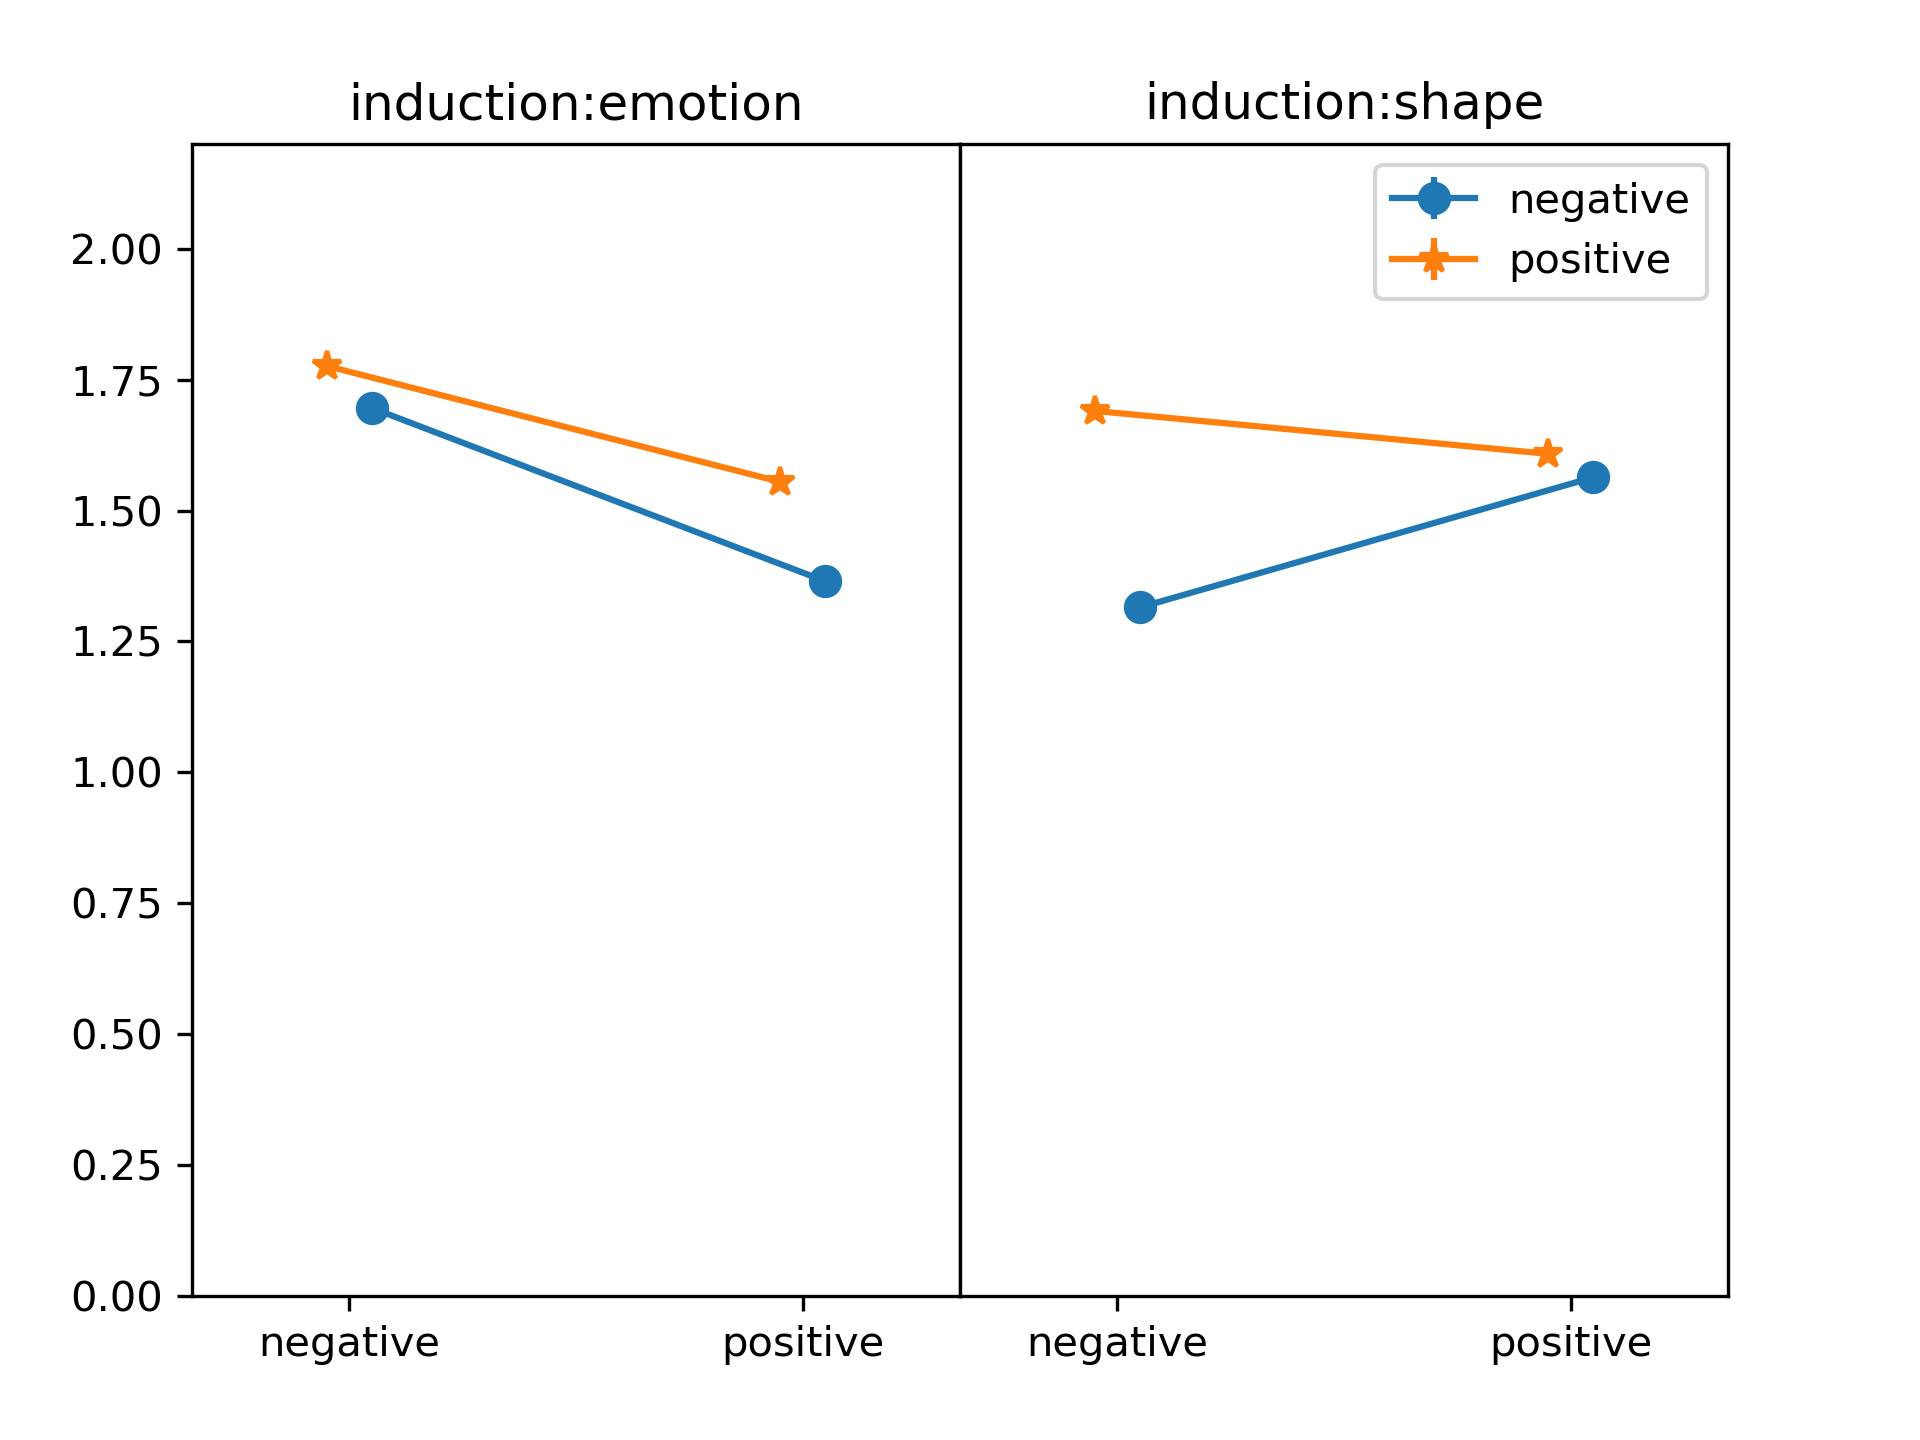 induction:emotion
induction:shape
negative
positive
2.00
1.75
1.50
1.25
1.00
0.75
0.50
0.25
0.00
negative
positive
negative
positive